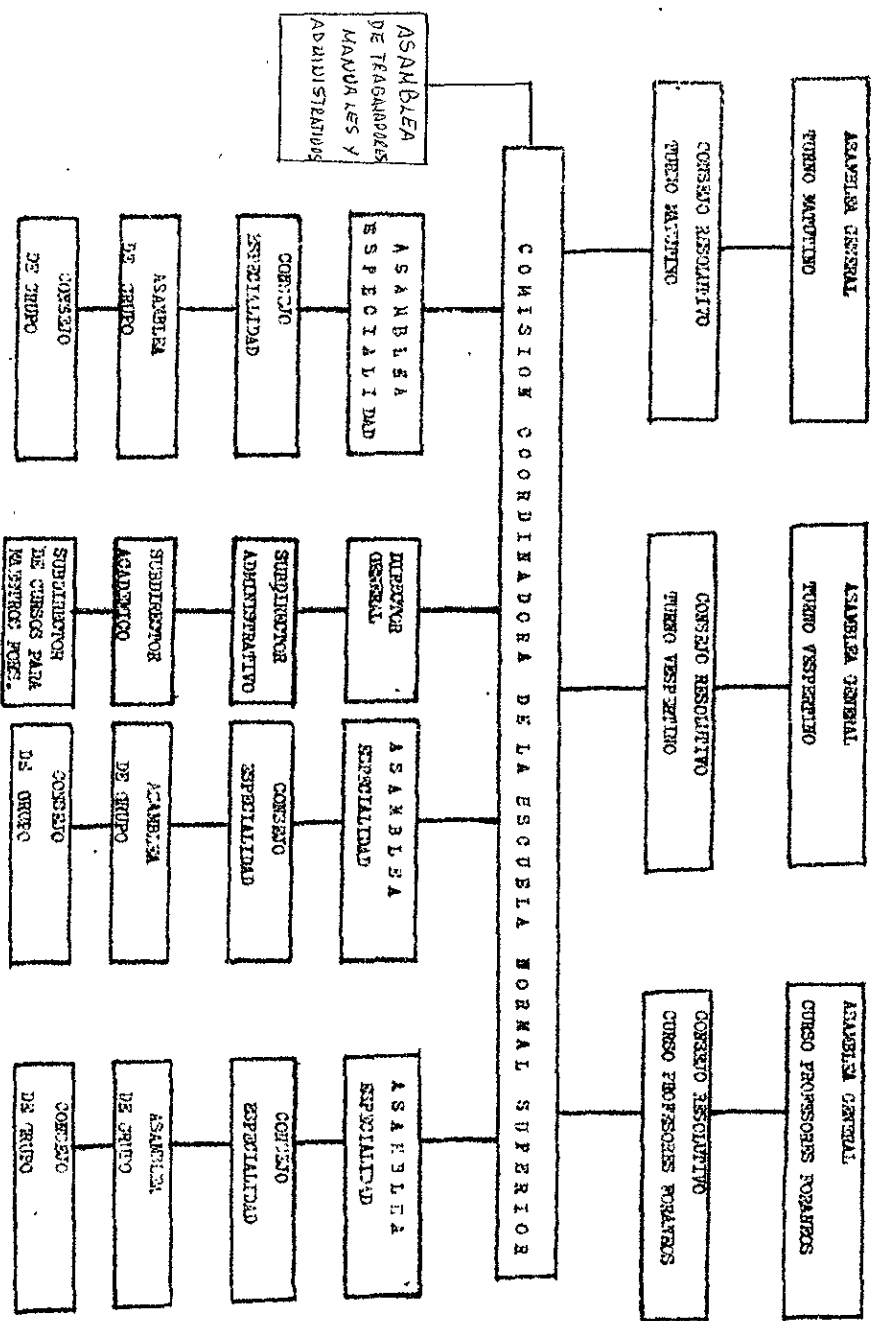 ASAMBLEA GENERAL
TURNO MATUTINO
ASAMBLEA GENERAL
TURNO VESPERTINO
ASAMBLEA GENERAL
CURSO PROFESORES FORANEOS
CONSEJO RESOLUTIVO
TURNO MATUTINO
CONSEJO RESOLUTIVO
TURNO VESPERTINO
CONSEJO RESOLUTIVO
CURSO PROFESORES FORANEOS
COMISION COORDINADORA DE LA ESCUELA NORMAL SUPERIOR
ASAMBLEA
DE TRABAJADORES
MANUALES Y
ADMINISTRATIVOS
ASAMBLEA
ESPECIALIDAD
DIRECTOR
GENERAL
ASAMBLEA
ESPECIALIDAD
ASAMBLEA
ESPECIALIDAD
CONSEJO
ESPECIALIDAD
SUBDIRECTOR
ADMINISTRATIVO
CONSEJO
ESPECIALIDAD
CONSEJO
ESPECIALIDAD
ASAMBLEA
DE GRUPO
SUBDIRECTOR
ACADEMICO
ASAMBLEA
DE GRUPO
ASAMBLEA
DE GRUPO
CONSEJO
DE GRUPO
SUBDIRECTOR
DE CURSOS PARA
MAESTROS FORS.
CONSEJO
DE GRUPO
CONSEJO
DE GRUPO